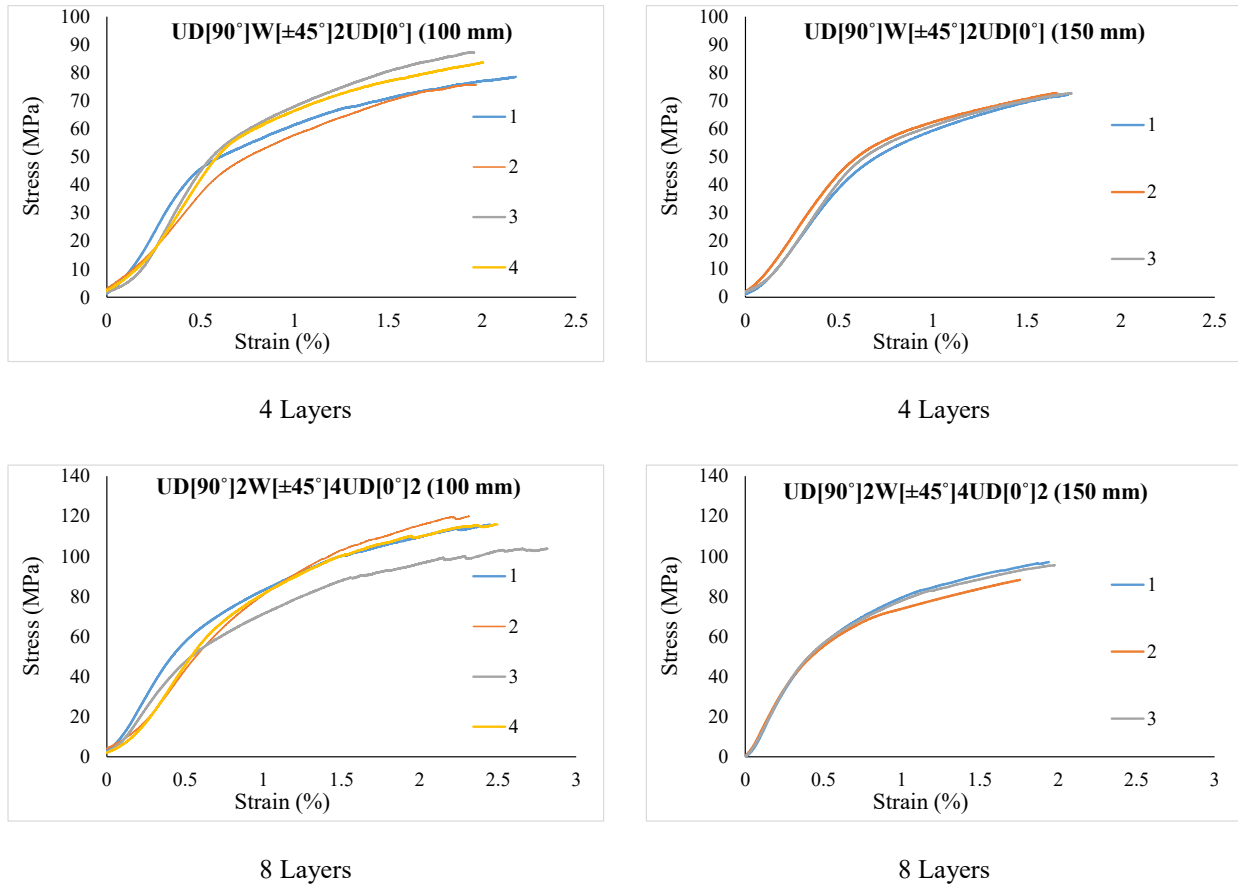 UD[90˚]W[±45˚]2UD[0˚] (100 mm)
Stress (MPa)
100
90
80
70
60
50
40
30
20
10
0
0 0.5 1 1.5 2 2.5
Strain (%)
1
2
3
4
4 Layers
UD[90˚]W[±45˚]2UD[0˚] (150 mm)
Stress (MPa)
100
90
80
70
60
50
40
30
20
10
0
0 0.5 1 1.5 2 2.5
Strain (%)
1
2
3
4 Layers
UD[90˚]2W[±45˚]4UD[0˚]2 (100 mm)
Stress (MPa)
140
120
100
80
60
40
20
0
0 0.5 1 1.5 2 2.5 3
Strain (%)
1
2
3
4
8 Layers
UD[90˚]2W[±45˚]4UD[0˚]2 (150 mm)
Stress (MPa)
140
120
100
80
60
40
20
0
0 0.5 1 1.5 2 2.5 3
Strain (%)
1
2
3
8 Layers